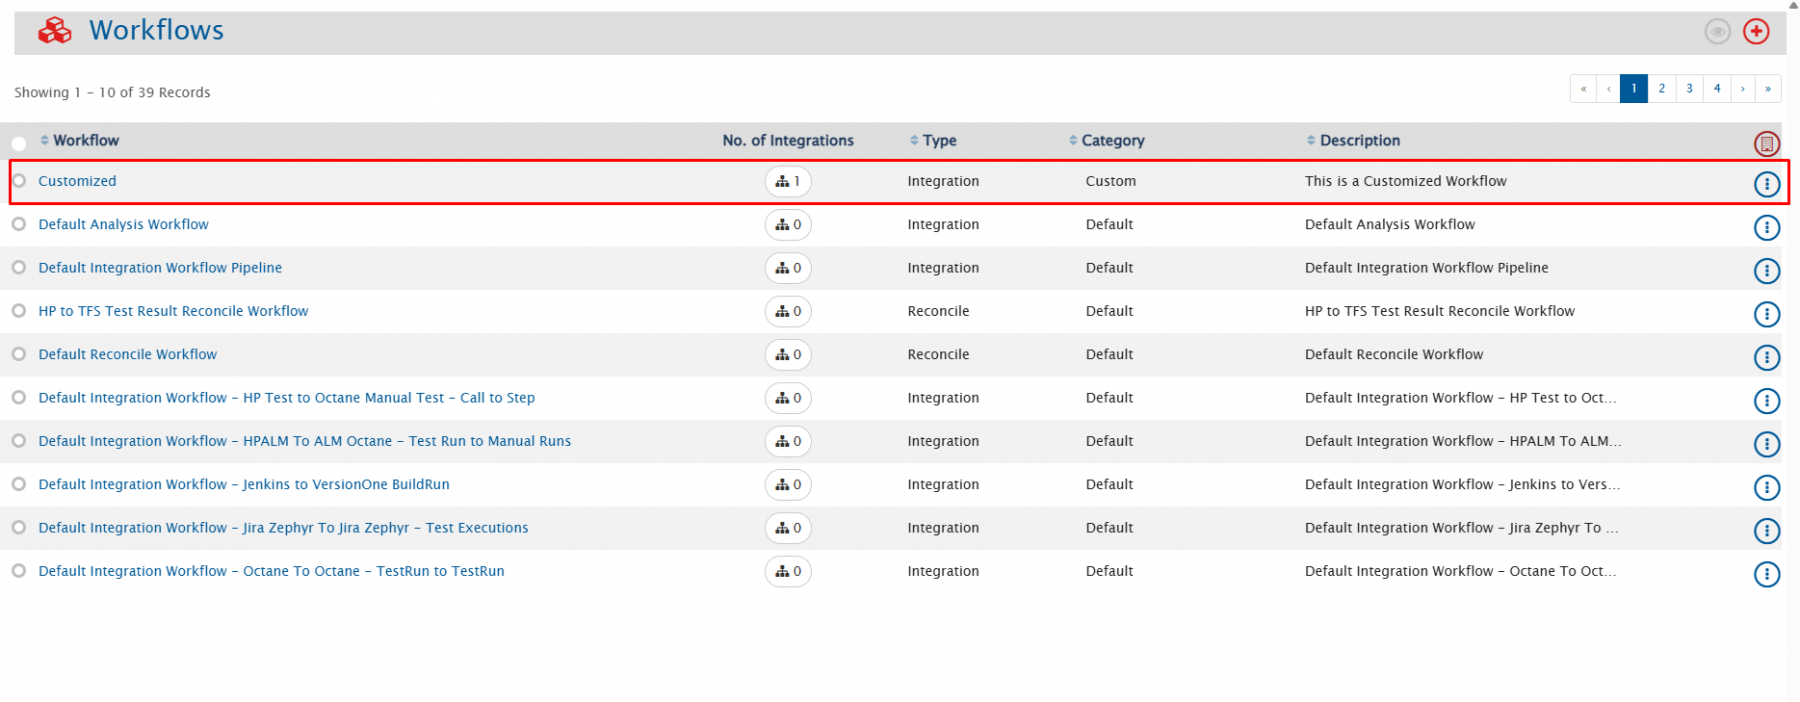 Workflows
Showing 1 – 10 of 39 Records
« ‹ 1 2 3 4 › »
Workflow No. of Integrations Type Category Description
Customized 1 Integration Custom This is a Customized Workflow
Default Analysis Workflow 0 Integration Default Default Analysis Workflow
Default Integration Workflow Pipeline 0 Integration Default Default Integration Workflow Pipeline
HP to TFS Test Result Reconcile Workflow 0 Reconcile Default HP to TFS Test Result Reconcile Workflow
Default Reconcile Workflow 0 Reconcile Default Default Reconcile Workflow
Default Integration Workflow – HP Test to Octane Manual Test – Call to Step 0 Integration Default Default Integration Workflow – HP Test to Oct...
Default Integration Workflow – HPALM To ALM Octane – Test Run to Manual Runs 0 Integration Default Default Integration Workflow – HPALM To ALM...
Default Integration Workflow – Jenkins to VersionOne BuildRun 0 Integration Default Default Integration Workflow – Jenkins to Vers...
Default Integration Workflow – Jira Zephyr To Jira Zephyr – Test Executions 0 Integration Default Default Integration Workflow – Jira Zephyr To ...
Default Integration Workflow – Octane To Octane – TestRun to TestRun 0 Integration Default Default Integration Workflow – Octane To Oct...